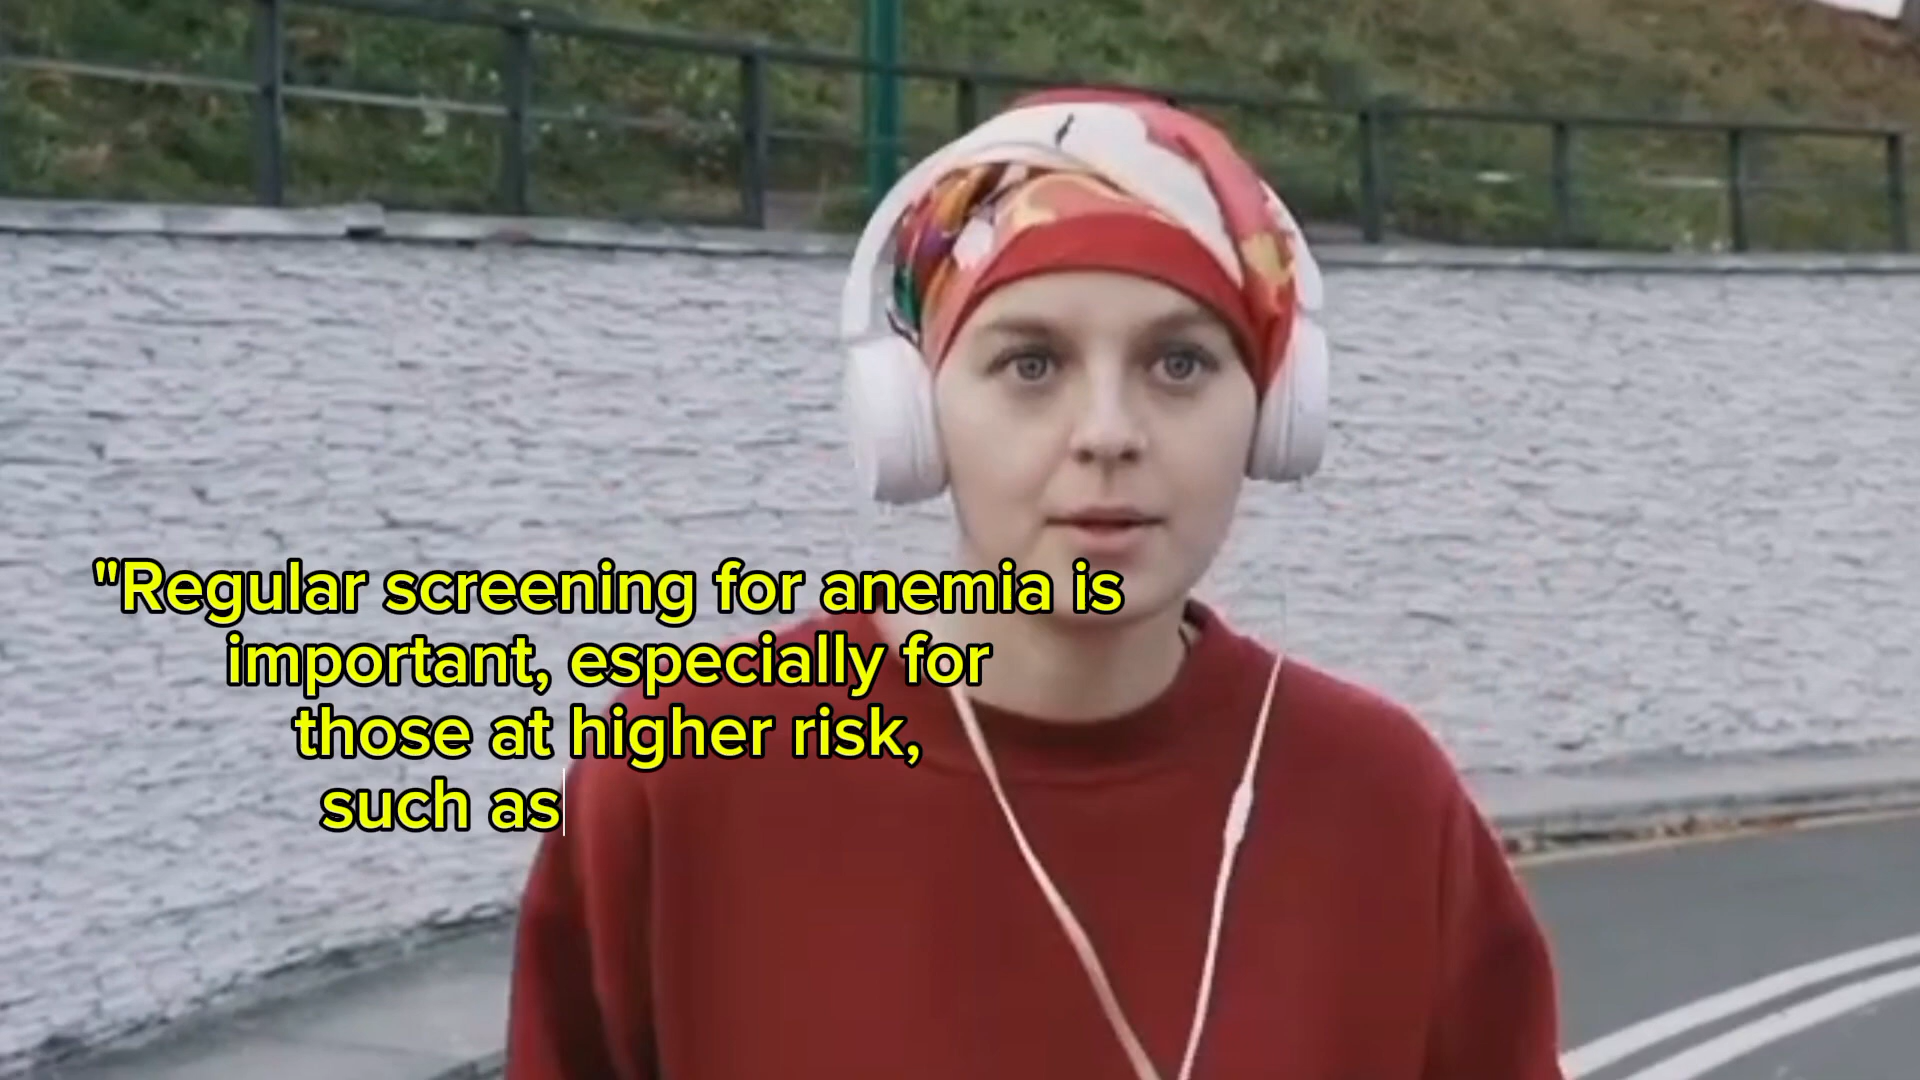 "Regular screening for anemia is
important, especially for
those at higher risk,
such as